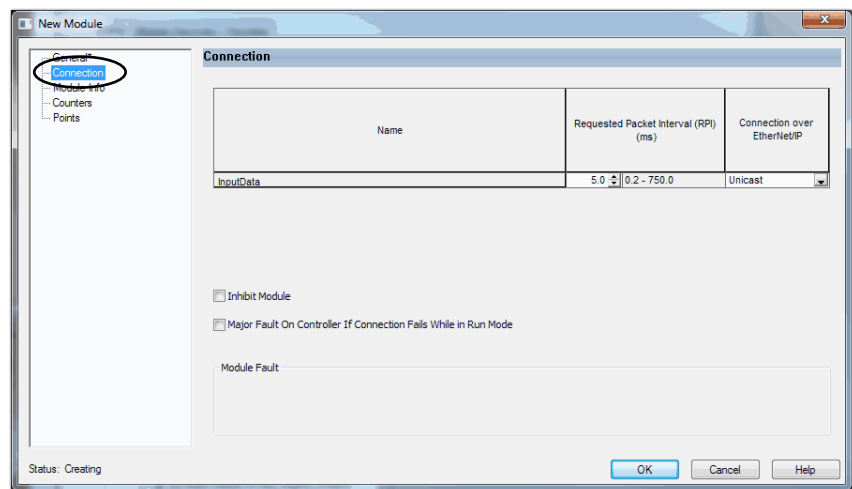 New Module
General*
Connection
Module Info
Counters
Points
Connection
Name
Requested Packet Interval (RPI)
(ms)
Connection over
EtherNet/IP
InputData
5.0
0.2 - 750.0
Unicast
Inhibit Module
Major Fault On Controller If Connection Fails While in Run Mode
Module Fault
Status: Creating
OK
Cancel
Help